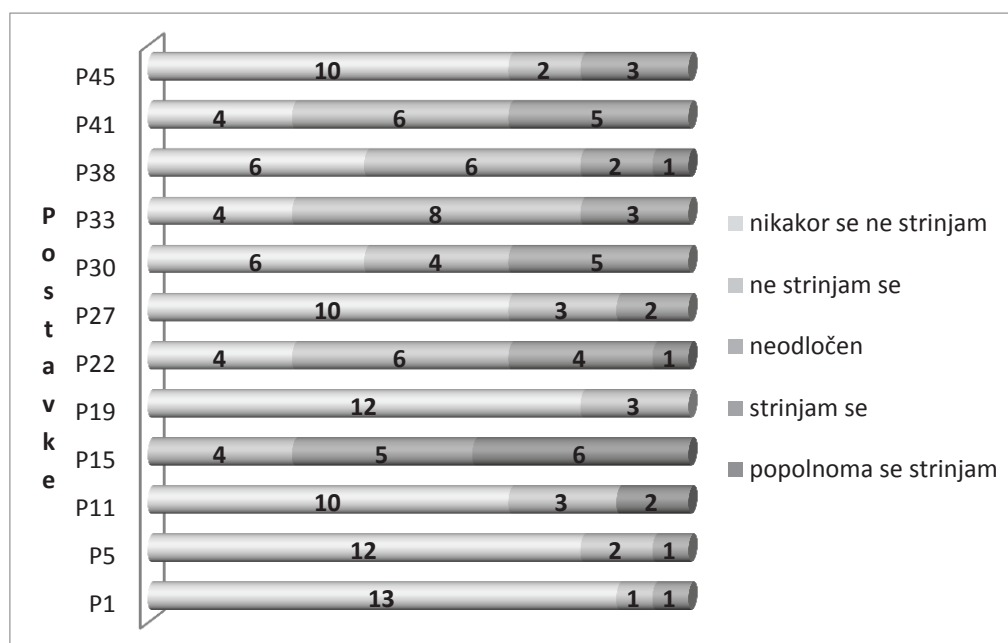 P45 10 2 3
P41 4 6 5
P38 6 6 2 1
P33 4 8 3
P30 6 4 5
P27 10 3 2
P22 4 6 4 1
P19 12 3
P15 4 5 6
P11 10 3 2
P5 12 2 1
P1 13 1 1
Postavke
nikakor se ne strinjam
ne strinjam se
neodločen
strinjam se
popolnoma se strinjam